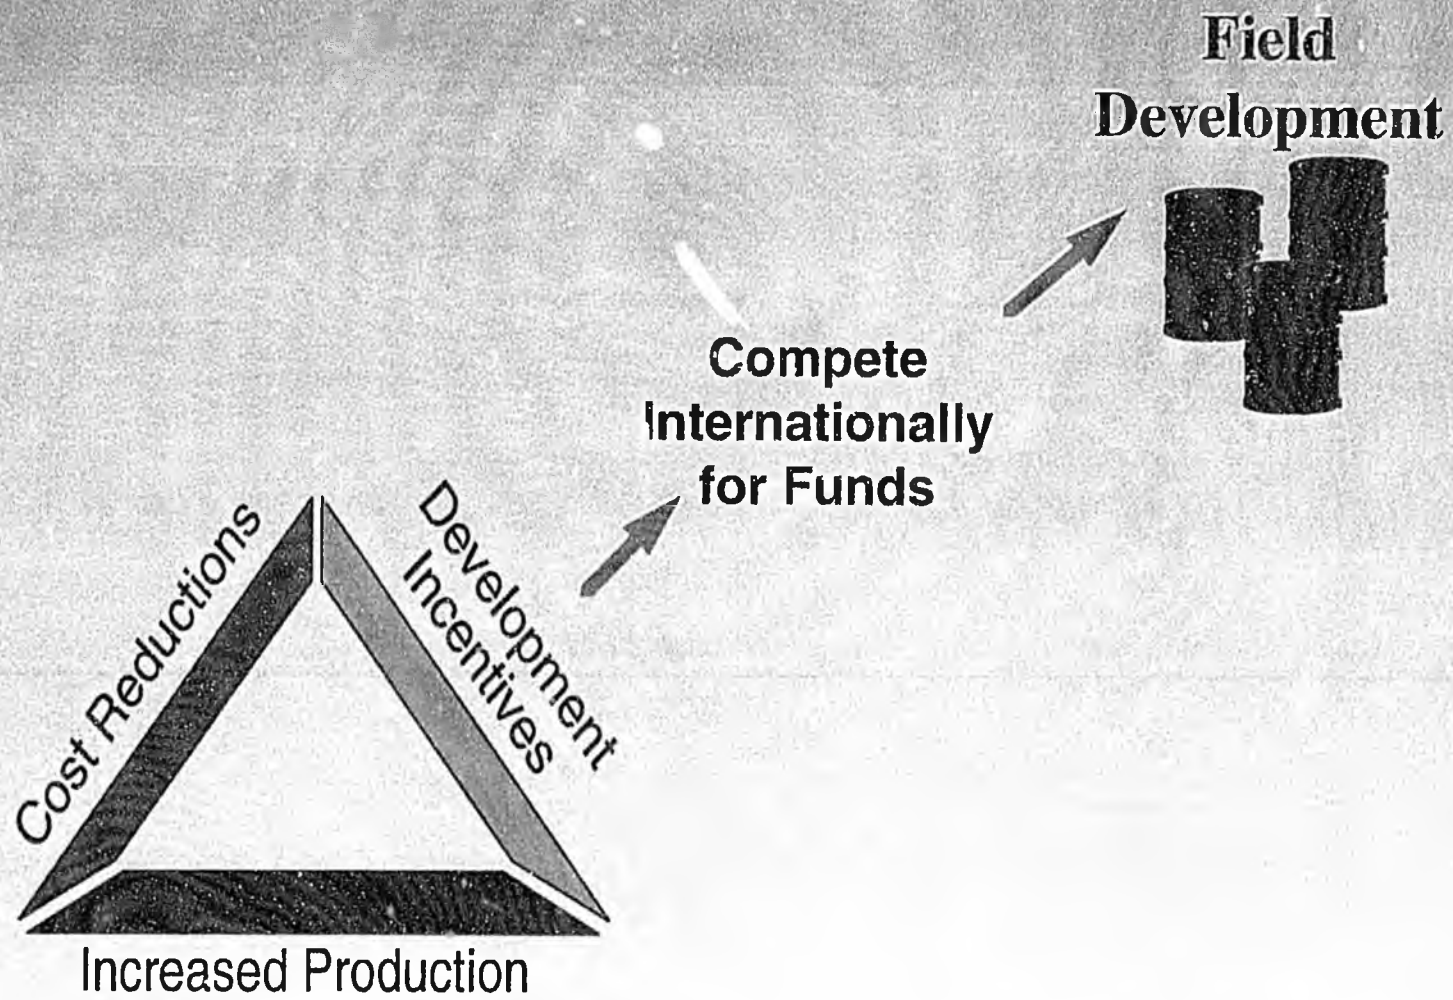 Field
Development
Compete
Internationally
for Funds
Cost Reductions
Development
Incentives
Increased Production